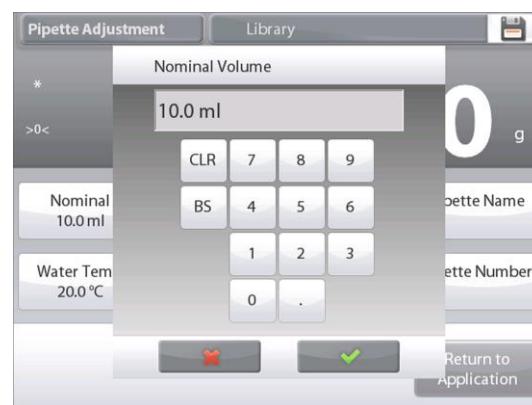 Pipette Adjustment
Library
Nominal Volume
10.0 ml
*
>0<
0 g
CLR 7 8 9
BS 4 5 6
1 2 3
0 .
Nominal
10.0 ml
Water Tem
20.0 °C
pette Name
ette Number
Return to
Application